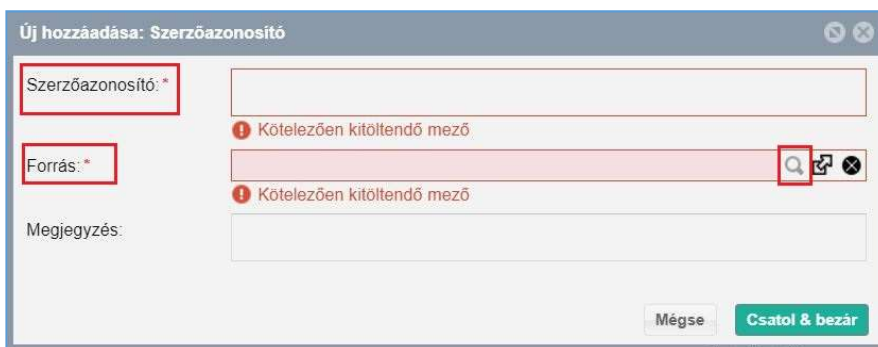 Új hozzáadása: Szerzőazonosító
Szerzőazonosító: *
Kötelezően kitöltendő mező
Forrás: *
Kötelezően kitöltendő mező
Megjegyzés:
Mégse
Csatol & bezár